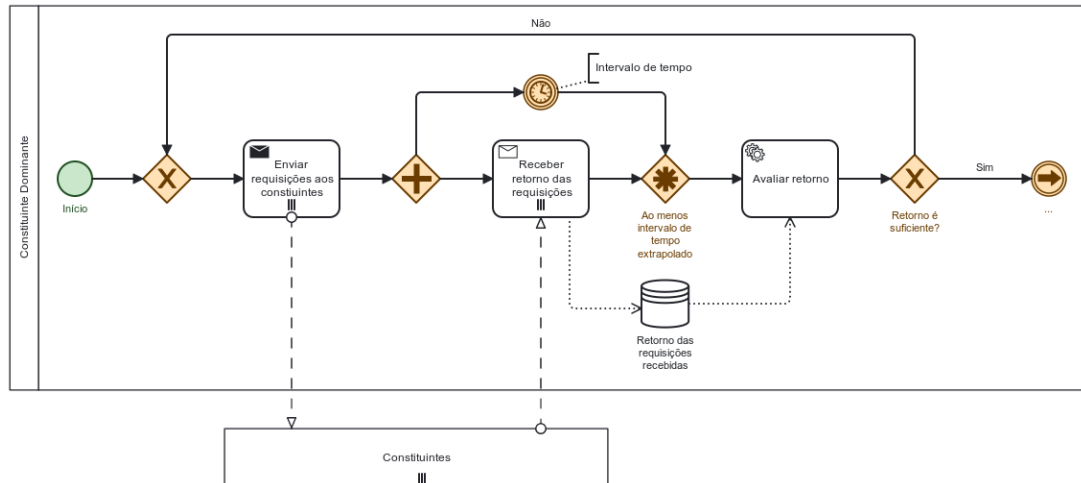 Não
Intervalo de tempo
Constituinte Dominante
Início
Enviar
requisições aos
constiuintes
Receber
retorno das
requisições
Ao menos
intervalo de
tempo
extrapolado
Avaliar retorno
Retorno é
suficiente?
Sim
...
Retorno das
requisições
recebidas
Constituintes